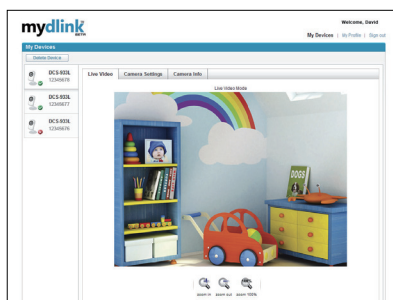 mydlink
BETA
Welcome, David
My Devices | My Profile | Sign out
My Devices
Delete Device
DCS-933L
12345678
DCS-933L
12345677
DCS-933L
12345676
Live Video
Camera Settings
Camera Info
Live Video Mode
DOGS
zoom in
zoom out
zoom 100%